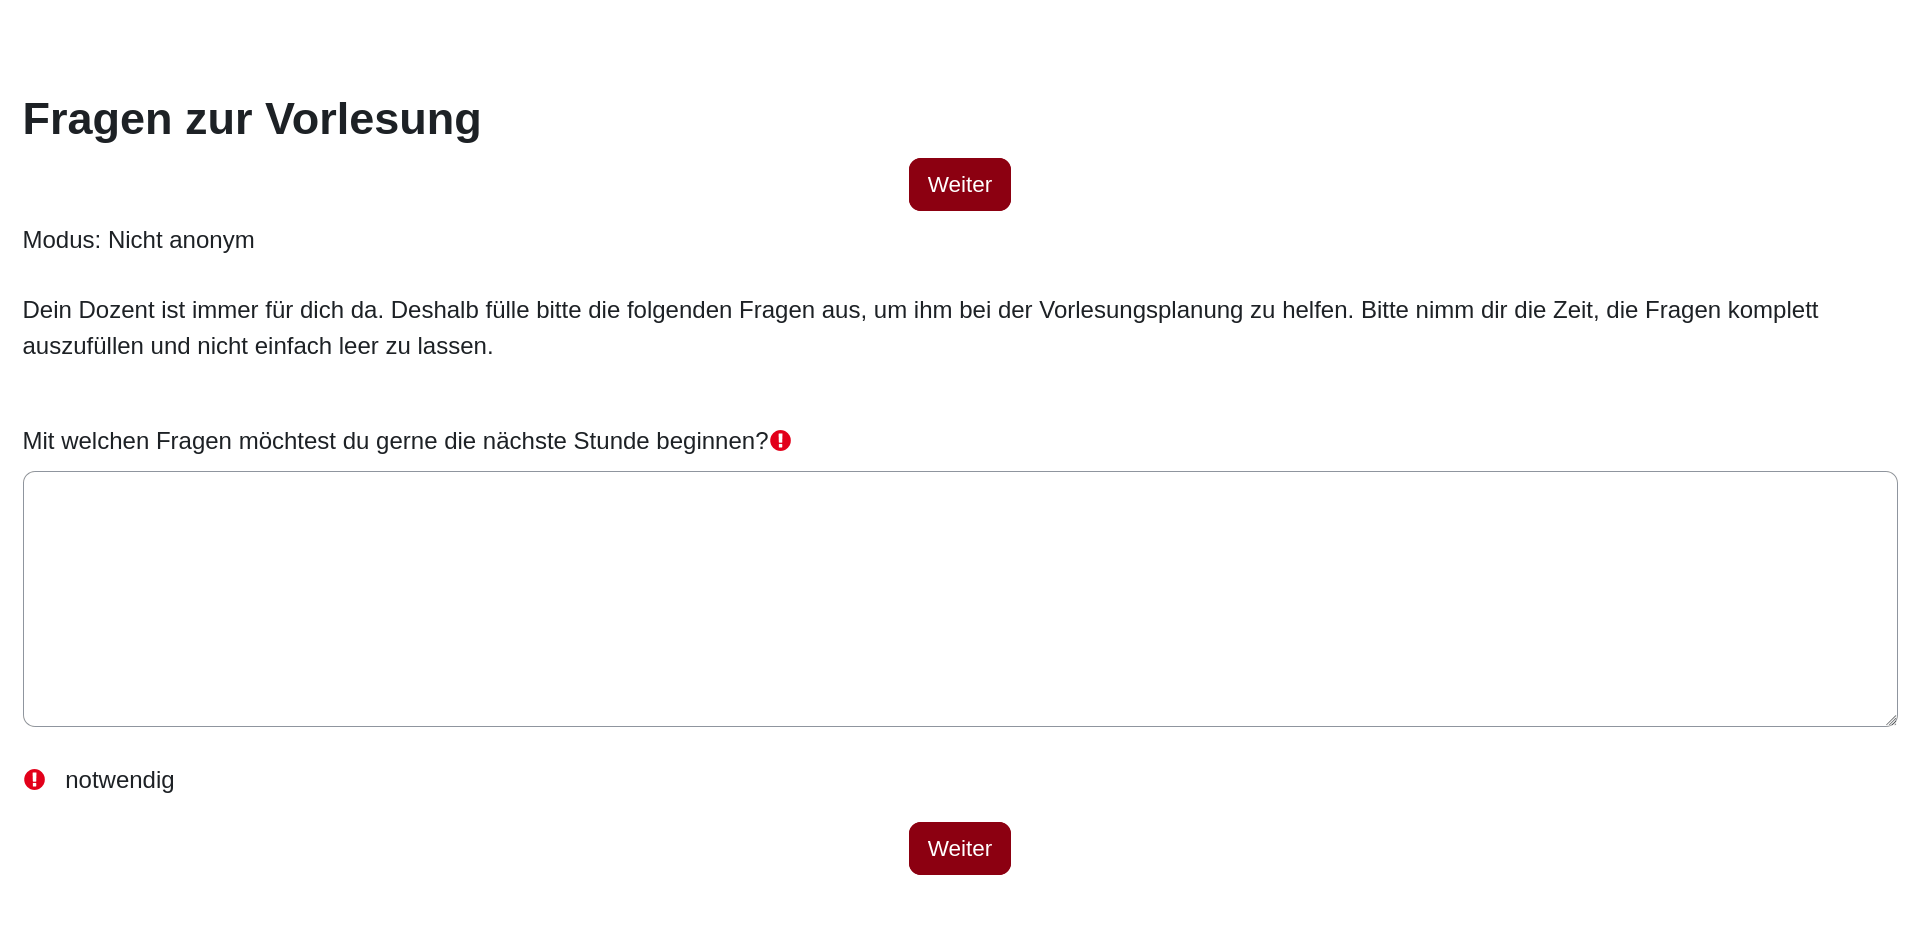 Fragen zur Vorlesung
Weiter
Modus: Nicht anonym
Dein Dozent ist immer für dich da. Deshalb fülle bitte die folgenden Fragen aus, um ihm bei der Vorlesungsplanung zu helfen. Bitte nimm dir die Zeit, die Fragen komplett
auszufüllen und nicht einfach leer zu lassen.
Mit welchen Fragen möchtest du gerne die nächste Stunde beginnen?
notwendig
Weiter